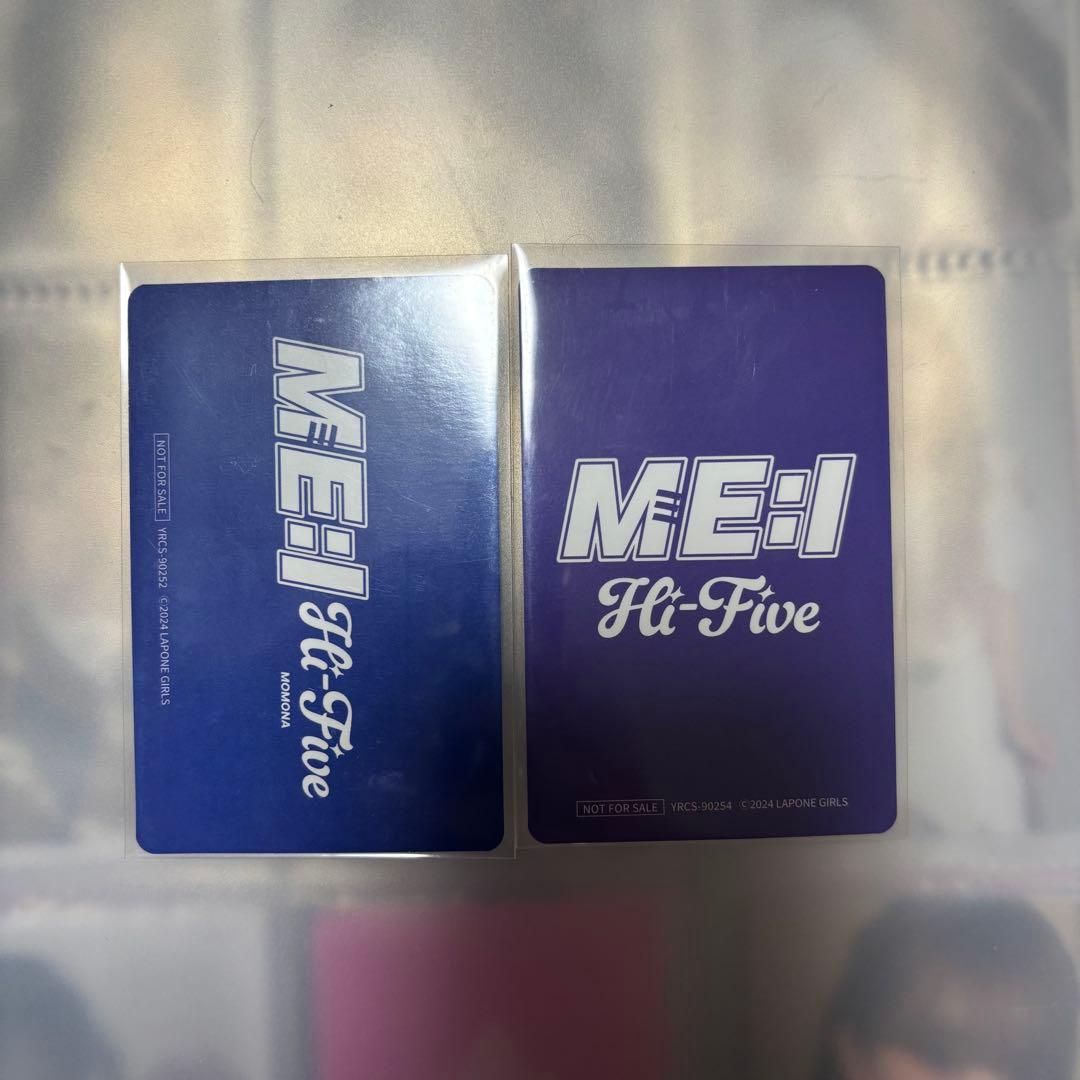 ME:I
Hi-Five
MOMONA
NOT FOR SALE YRCS-90252 ©2024 LAPONE GIRLS
ME:I
Hi-Five
NOT FOR SALE YRCS-90254 ©2024 LAPONE GIRLS